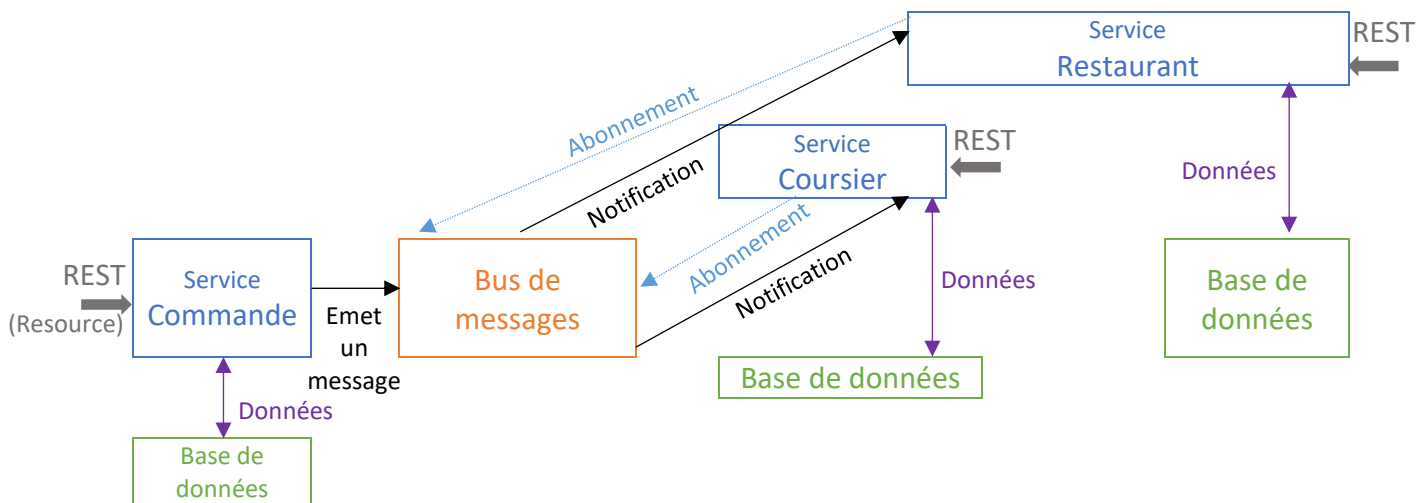 Service
Restaurant
REST
Abonnement
Service
Coursier
REST
Notification
Données
REST
(Resource)
Service
Commande
Bus de
messages
Abonnement
Notification
Données
Base de
données
Emet
un
message
Base de données
Données
Base de
données